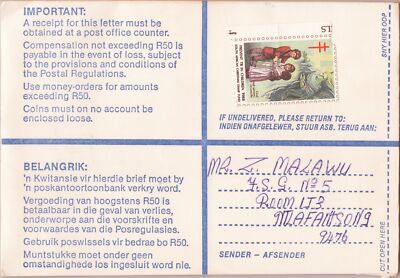 IMPORTANT:
A receipt for this letter must be
obtained at a post office counter.
Compensation not exceeding R50 is
payable in the event of loss, subject
to the provisions and conditions of
the Postal Regulations.
Use money-orders for amounts
exceeding R50.
Coins must on no account be
enclosed loose.
IF UNDELIVERED, PLEASE RETURN TO:
INDIEN ONAFGELEWER, STUUR ASB. TERUG AAN:
SNY HIER OOP
BELANGRIK:
'n Kwitansie vir hierdie brief moet by
'n poskantoortoonbank verkry word.
Vergoeding van hoogstens R50 is
betaalbaar in die geval van verlies,
onderworpe aan die voorskrifte en
voorwaardes van die Posregulasies.
Gebruik poswissels vir bedrae bo R50.
Muntstukke moet onder geen
omstandighede los ingesluit word nie.
MR. Z. MALAWU
F.S.G. No 5
ROOM 173
MAFAMSONG
9476
SENDER – AFSENDER
CUT OPEN HERE